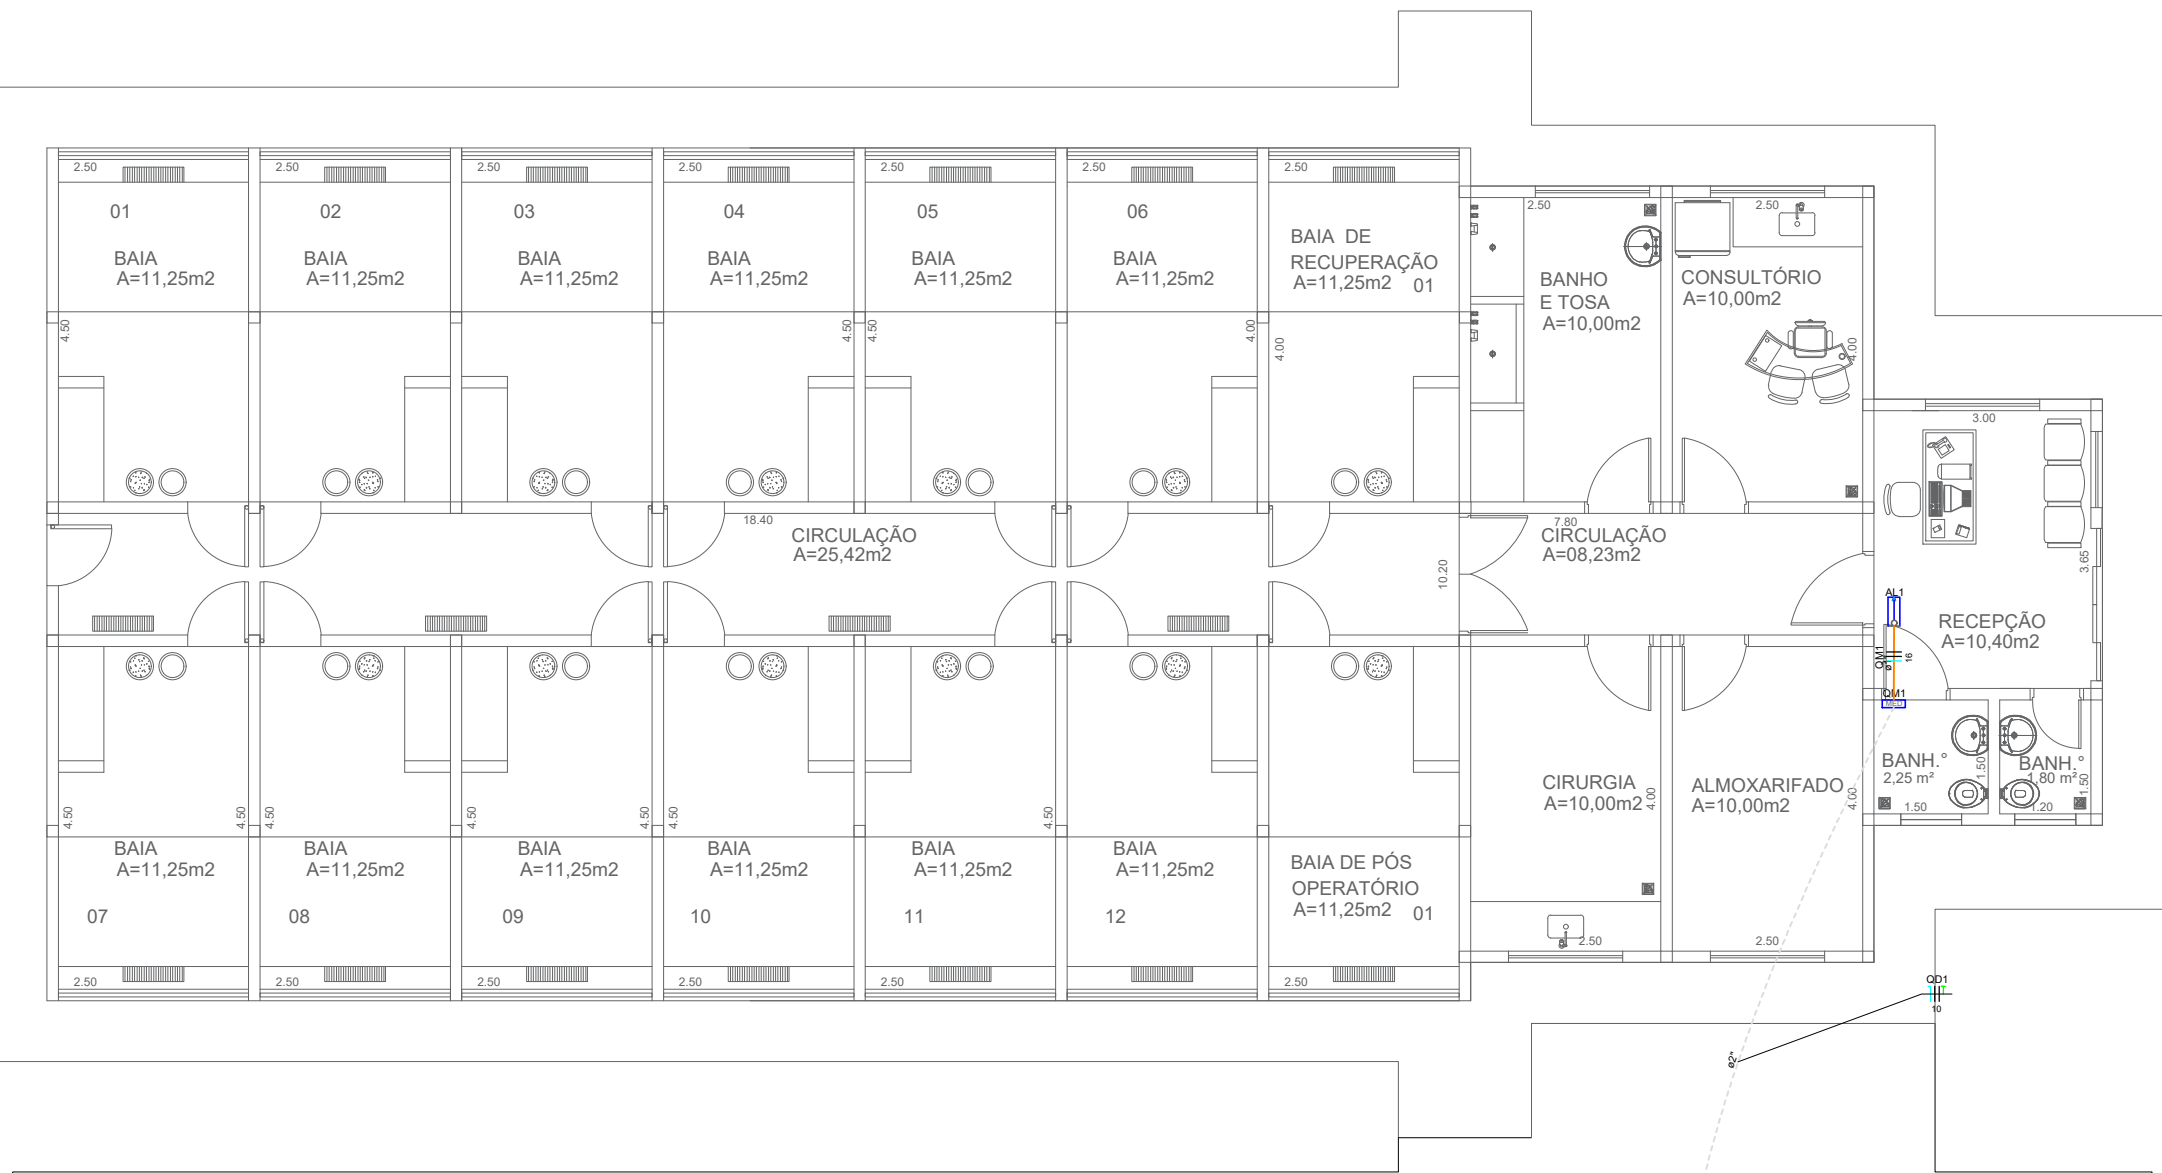 2.50
2.50
2.50
2.50
2.50
2.50
2.50
2.50
2.50
01
02
03
04
05
06
BAIA
A=11,25m2
BAIA
A=11,25m2
BAIA
A=11,25m2
BAIA
A=11,25m2
BAIA
A=11,25m2
BAIA
A=11,25m2
BAIA DE
RECUPERAÇÃO
A=11,25m2 01
BANHO
E TOSA
A=10,00m2
CONSULTÓRIO
A=10,00m2
4.50
4.50
4.50
4.00
4.00
4.00
3.00
18.40
CIRCULAÇÃO
A=25,42m2
10.20
7.80
CIRCULAÇÃO
A=08,23m2
3.65
AL1
RECEPÇÃO
A=10,40m2
QM1
ø1"
16
QM1
MED
BANH.°
2,25 m²
1.50
1.50
BANH.°
1,80 m²
1.50
1.20
CIRURGIA
A=10,00m2
4.00
ALMOXARIFADO
A=10,00m2
4.00
4.50
4.50
4.50
4.50
4.50
4.50
4.50
BAIA
A=11,25m2
BAIA
A=11,25m2
BAIA
A=11,25m2
BAIA
A=11,25m2
BAIA
A=11,25m2
BAIA
A=11,25m2
BAIA DE PÓS
OPERATÓRIO
A=11,25m2 01
07
08
09
10
11
12
2.50
2.50
2.50
2.50
2.50
2.50
2.50
2.50
2.50
QD1
10
ø2"